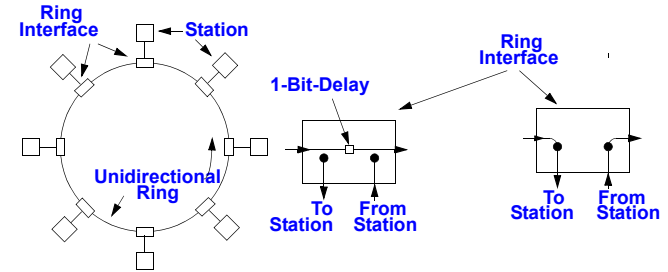 Ring
Interface
Station
Unidirectional
Ring
1-Bit-Delay
Ring
Interface
To
Station
From
Station
To
Station
From
Station